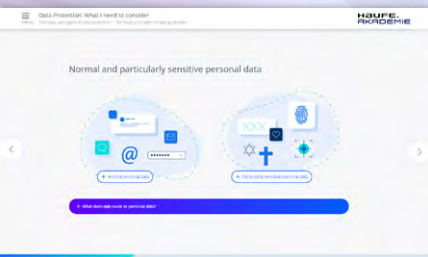 Data Protection: What I need to consider
HAUFE.
AKADEMIE
Normal and particularly sensitive personal data
XXX
@
+ Normal personal data
+ Particularly sensitive personal data
+ What does not count as personal data?